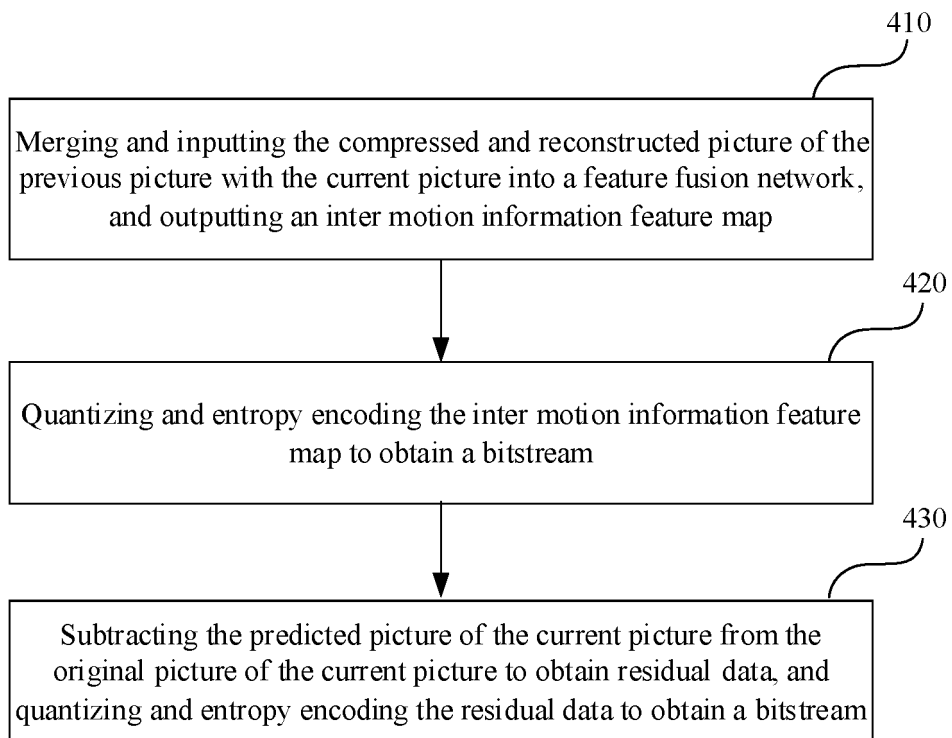 410
Merging and inputting the compressed and reconstructed picture of the
previous picture with the current picture into a feature fusion network,
and outputting an inter motion information feature map
420
Quantizing and entropy encoding the inter motion information feature
map to obtain a bitstream
430
Subtracting the predicted picture of the current picture from the
original picture of the current picture to obtain residual data, and
quantizing and entropy encoding the residual data to obtain a bitstream